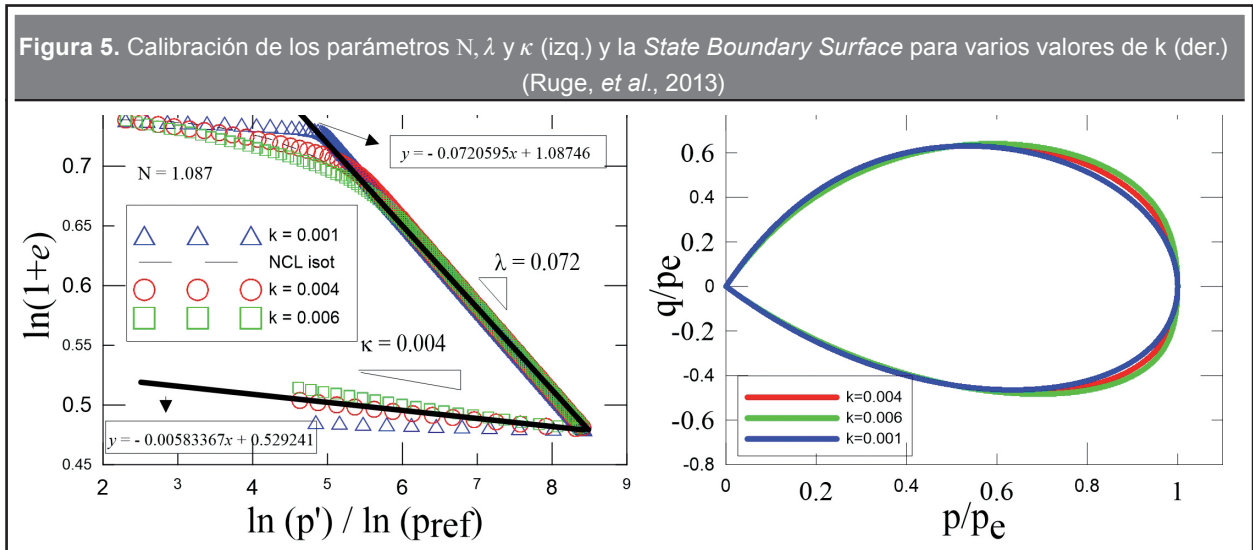 Figura 5. Calibración de los parámetros N, λ y κ (izq.) y la State Boundary Surface para varios valores de k (der.)
(Ruge, et al., 2013)
y = - 0.0720595x + 1.08746
N = 1.087
k = 0.001
NCL isot
k = 0.004
k = 0.006
λ = 0.072
κ = 0.004
y = - 0.00583367x + 0.529241
ln(1+e)
0.7
0.65
0.6
0.55
0.5
0.45
2 3 4 5 6 7 8 9
ln (p') / ln (pref)
q/pe
0.6
0.4
0.2
0
-0.2
-0.4
-0.6
-0.8
k=0.004
k=0.006
k=0.001
0 0.2 0.4 0.6 0.8 1
p/pe